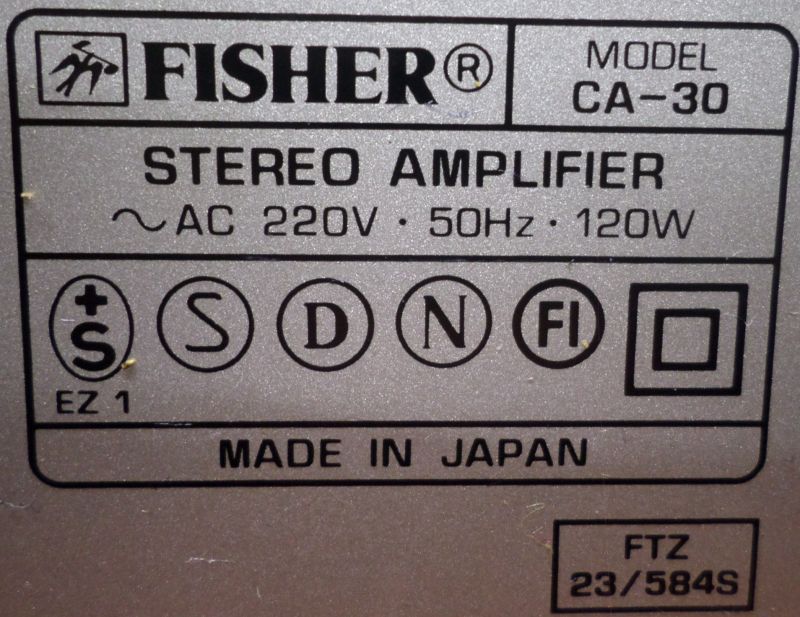 FISHER®
MODEL
CA-30
STEREO AMPLIFIER
~AC 220V · 50Hz · 120W
+S S D N FI
EZ 1
MADE IN JAPAN
FTZ
23/584S